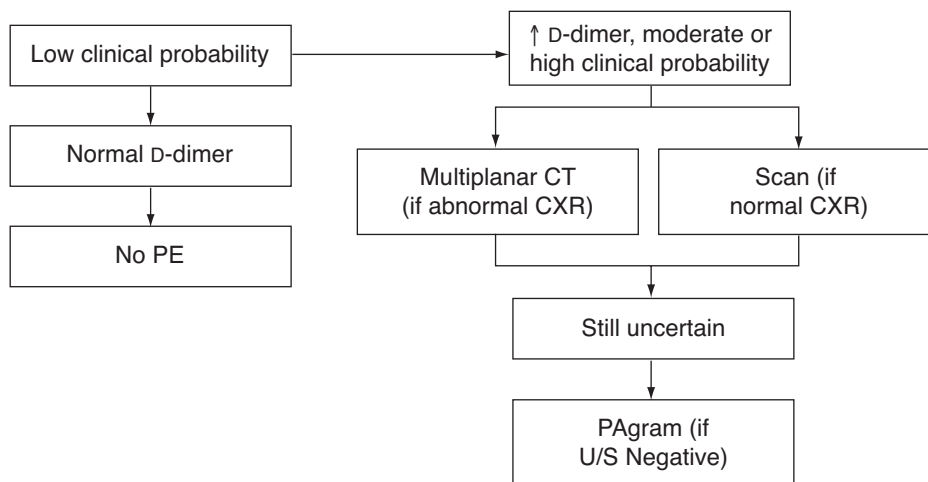 Low clinical probability
↑ D-dimer, moderate or
high clinical probability
Normal D-dimer
Multiplanar CT
(if abnormal CXR)
Scan (if
normal CXR)
No PE
Still uncertain
PAgram (if
U/S Negative)